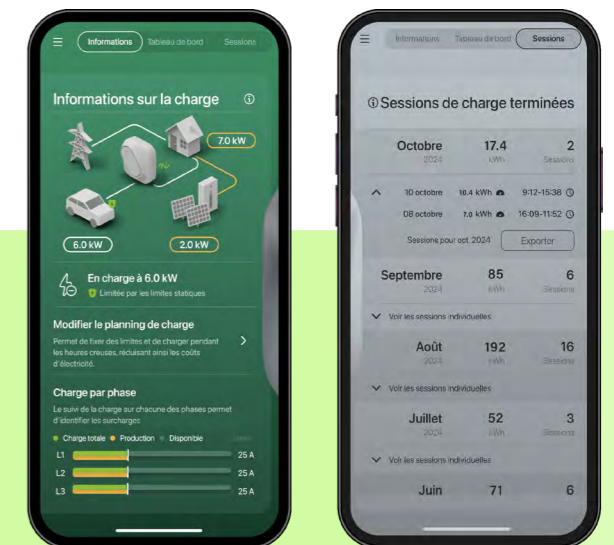 Informations Tableau de bord Sessions
Informations sur la charge
7.0 kW
6.0 kW
2.0 kW
En charge à 6.0 kW
Limitée par les limites statiques
Modifier le planning de charge
Permet de fixer des limites et de charger pendant
les heures creuses, réduisant ainsi les coûts
d'électricité.
Charge par phase
Le suivi de la charge sur chacune des phases permet
d'identifier les surcharges
Charge totale Production Disponible
L1 25 A
L2 25 A
L3 25 A
Informations Tableau de bord Sessions
Sessions de charge terminées
Octobre 17.4 2
2024 kWh Sessions
10 octobre 10.4 kWh 9:12-15:38
08 octobre 7.0 kWh 16:09-11:52
Sessions pour oct. 2024 Exporter
Septembre 85 6
2024 kWh Sessions
Voir les sessions individuelles
Août 192 16
2024 kWh Sessions
Voir les sessions individuelles
Juillet 52 3
2024 kWh Sessions
Voir les sessions individuelles
Juin 71 6